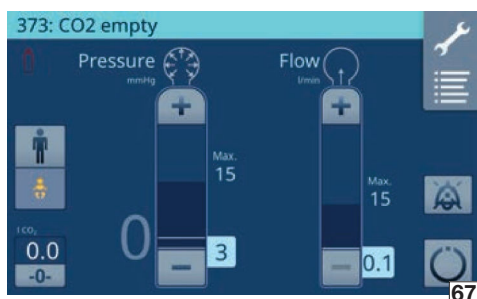 373: CO2 empty
Pressure
mmHg
Flow
l/min
+
+
Max.
15
Max.
15
I CO₂
0.0
-0-
0
3
0.1
67